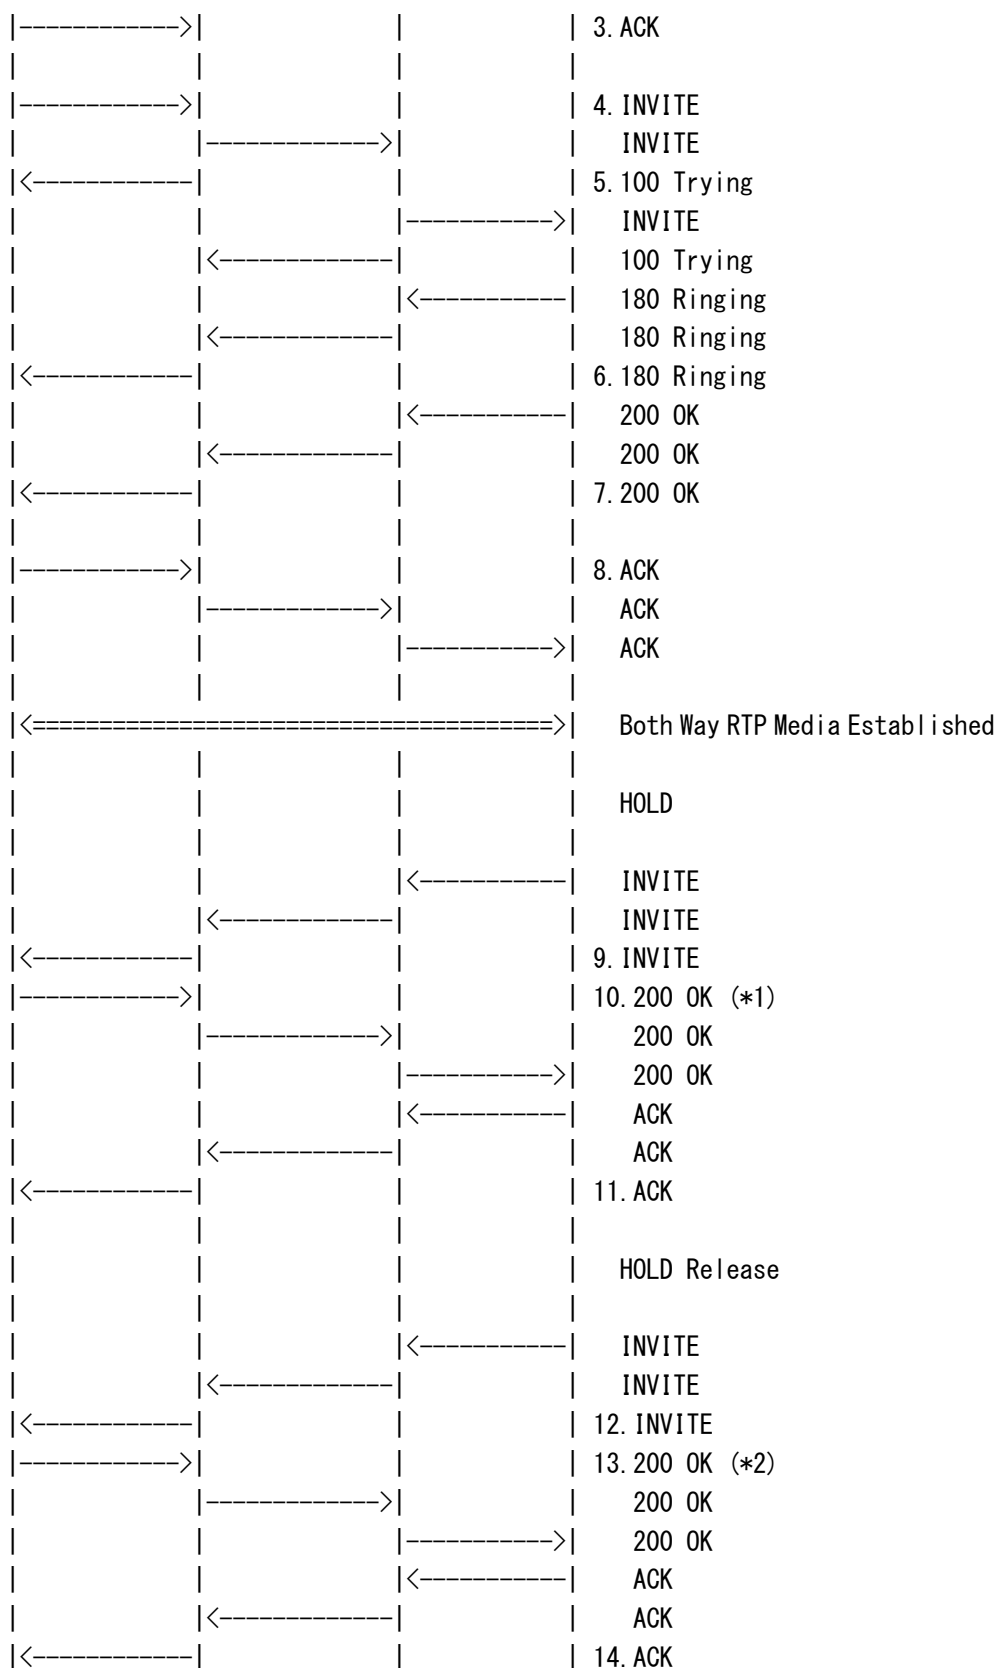 |------------>| | | 3.ACK
| | | |
|------------>| | | 4.INVITE
| |------------->| | INVITE
|<------------| | | 5.100 Trying
| | |----------->| INVITE
| |<-------------| | 100 Trying
| | |<-----------| 180 Ringing
| |<-------------| | 180 Ringing
|<------------| | | 6.180 Ringing
| | |<-----------| 200 OK
| |<-------------| | 200 OK
|<------------| | | 7.200 OK
| | | |
|------------>| | | 8.ACK
| |------------->| | ACK
| | |----------->| ACK
| | | |
|<=======================================>| Both Way RTP Media Established
| | | |
| | | | HOLD
| | | |
| | |<-----------| INVITE
| |<-------------| | INVITE
|<------------| | | 9.INVITE
|------------>| | | 10.200 OK (*1)
| |------------->| | 200 OK
| | |----------->| 200 OK
| | |<-----------| ACK
| |<-------------| | ACK
|<------------| | | 11.ACK
| | | |
| | | | HOLD Release
| | | |
| | |<-----------| INVITE
| |<-------------| | INVITE
|<------------| | | 12.INVITE
|------------>| | | 13.200 OK (*2)
| |------------->| | 200 OK
| | |----------->| 200 OK
| | |<-----------| ACK
| |<-------------| | ACK
|<------------| | | 14.ACK